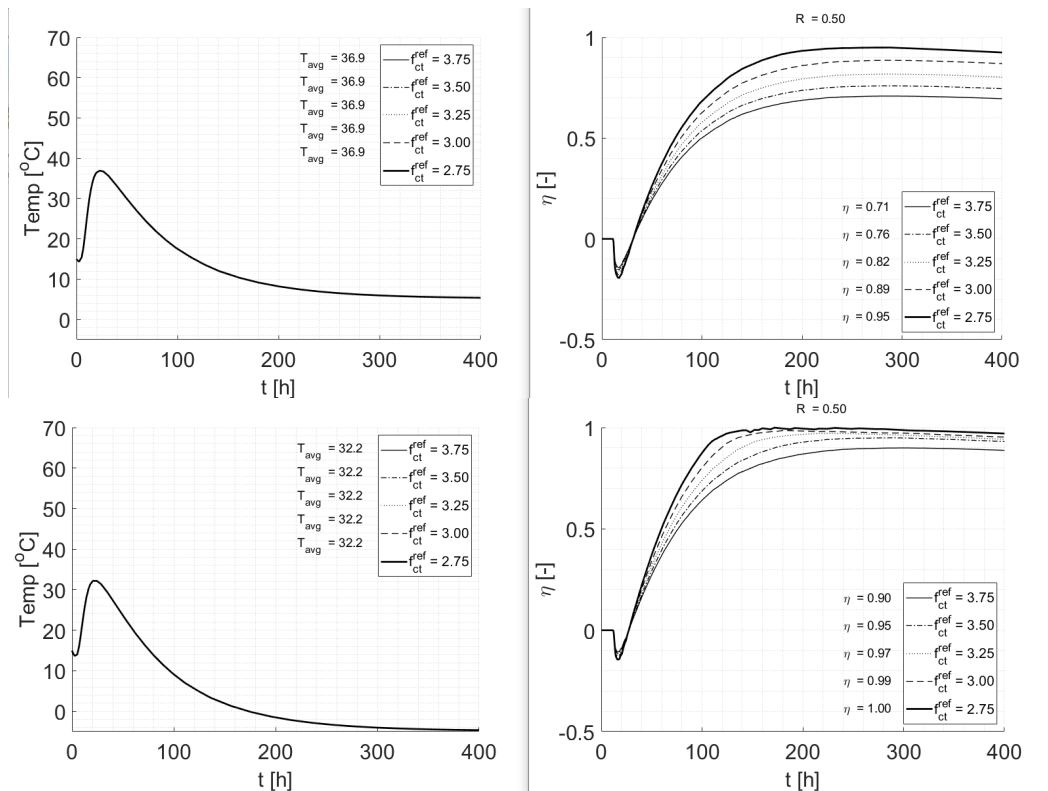 70
60
50
40
30
20
10
0
Temp [°C]
0 100 200 300 400
t [h]
T_avg = 36.9
T_avg = 36.9
T_avg = 36.9
T_avg = 36.9
T_avg = 36.9
f_ct^ref = 3.75
f_ct^ref = 3.50
f_ct^ref = 3.25
f_ct^ref = 3.00
f_ct^ref = 2.75
R = 0.50
1
0.5
0
-0.5
η [-]
0 100 200 300 400
t [h]
η = 0.71
η = 0.76
η = 0.82
η = 0.89
η = 0.95
f_ct^ref = 3.75
f_ct^ref = 3.50
f_ct^ref = 3.25
f_ct^ref = 3.00
f_ct^ref = 2.75
70
60
50
40
30
20
10
0
Temp [°C]
0 100 200 300 400
t [h]
T_avg = 32.2
T_avg = 32.2
T_avg = 32.2
T_avg = 32.2
T_avg = 32.2
f_ct^ref = 3.75
f_ct^ref = 3.50
f_ct^ref = 3.25
f_ct^ref = 3.00
f_ct^ref = 2.75
R = 0.50
1
0.5
0
-0.5
η [-]
0 100 200 300 400
t [h]
η = 0.90
η = 0.95
η = 0.97
η = 0.99
η = 1.00
f_ct^ref = 3.75
f_ct^ref = 3.50
f_ct^ref = 3.25
f_ct^ref = 3.00
f_ct^ref = 2.75